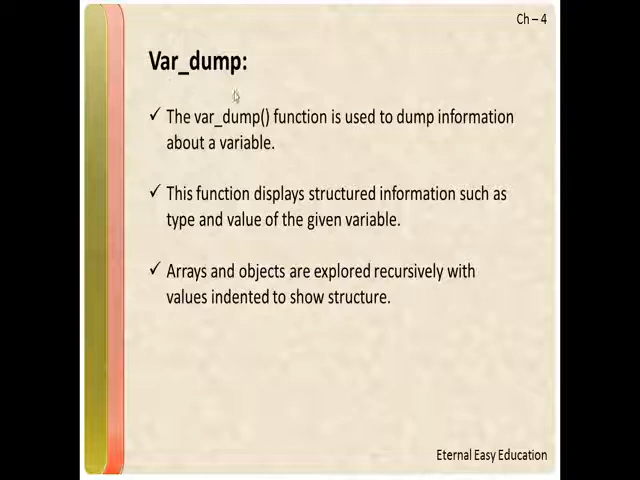 Ch – 4
Var_dump:
✓ The var_dump() function is used to dump information
about a variable.
✓ This function displays structured information such as
type and value of the given variable.
✓ Arrays and objects are explored recursively with
values indented to show structure.
Eternal Easy Education